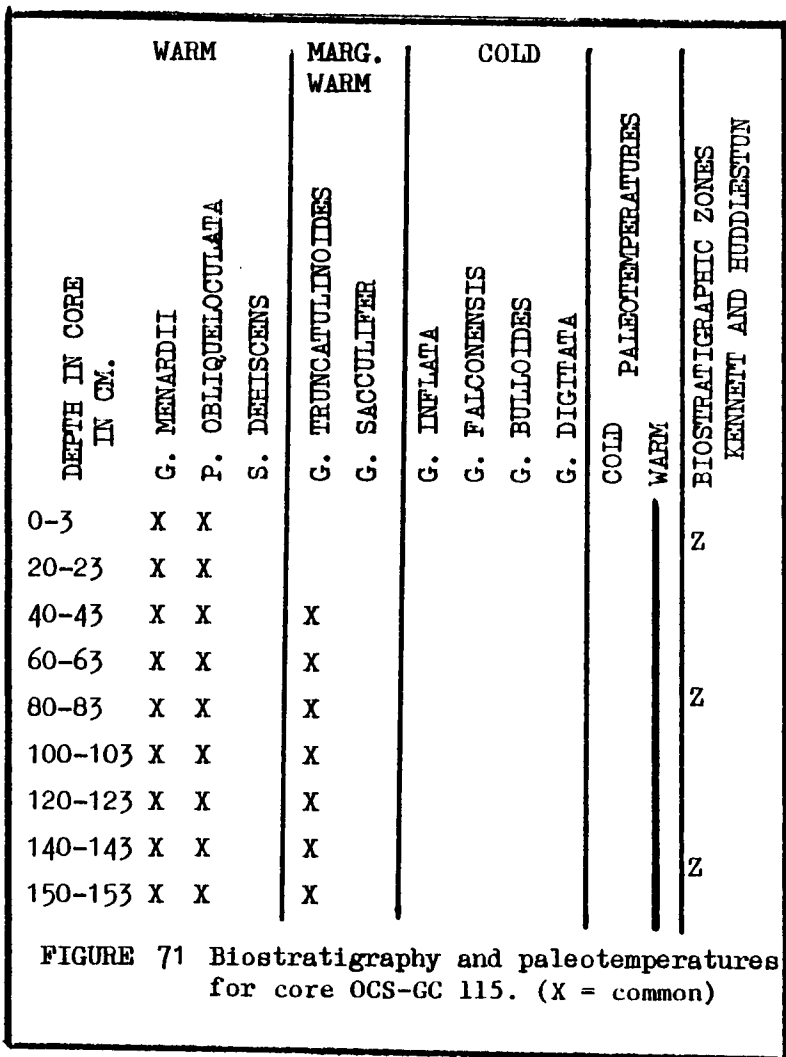 WARM MARG. COLD
WARM
DEPTH IN CORE
IN CM.
G. MENARDII
P. OBLIQUELOCULATA
S. DEHISCENS
G. TRUNCATULINOIDES
G. SACCULIFER
G. INFLATA
G. FALCONENSIS
G. BULLOIDES
G. DIGITATA
PALEOTEMPERATURES
COLD
WARM
BIOSTRATIGRAPHIC ZONES
KENNETT AND HUDDLESTUN
0-3 X X Z
20-23 X X
40-43 X X X
60-63 X X X
80-83 X X X Z
100-103 X X X
120-123 X X X
140-143 X X X Z
150-153 X X X
FIGURE 71 Biostratigraphy and paleotemperatures
for core OCS-GC 115. (X = common)